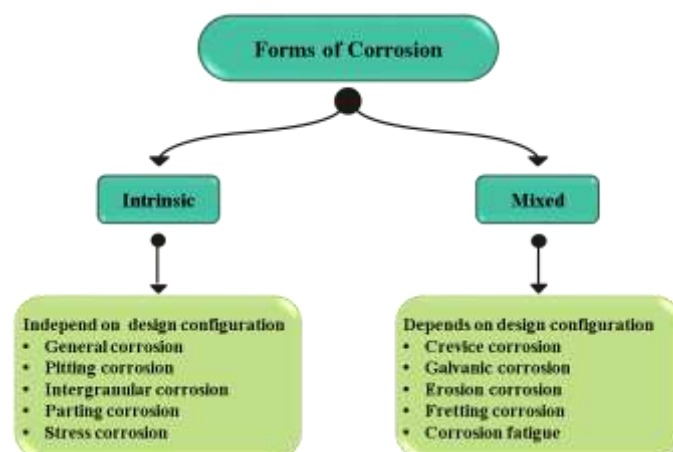 Forms of Corrosion
Intrinsic
Mixed
Independ on design configuration
• General corrosion
• Pitting corrosion
• Intergranular corrosion
• Parting corrosion
• Stress corrosion
Depends on design configuration
• Crevice corrosion
• Galvanic corrosion
• Erosion corrosion
• Fretting corrosion
• Corrosion fatigue